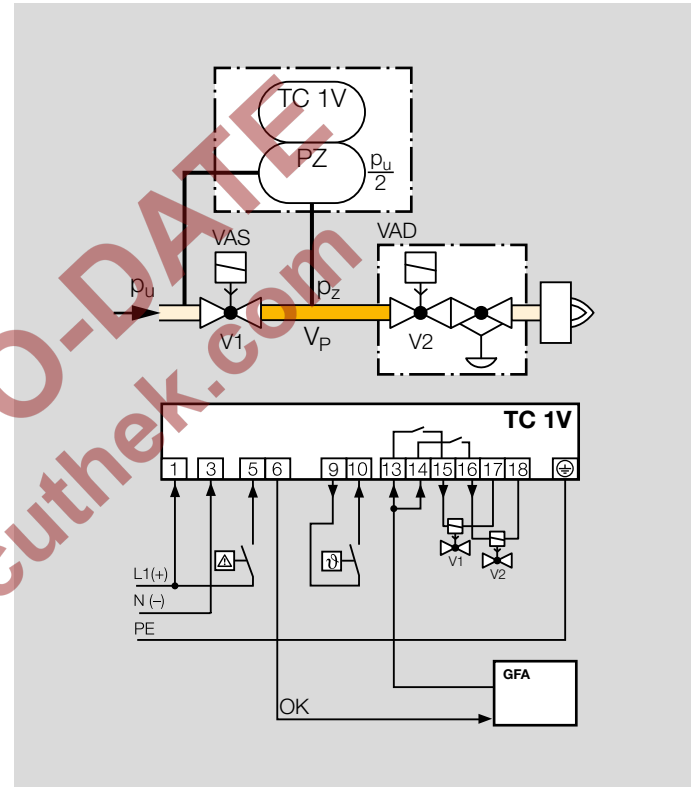 TC 1V
PZ
pu
2
VAS
VAD
pu
pz
V1
VP
V2
TC 1V
1 3 5 6 9 10 13 14 15 16 17 18
ϑ
V1
V2
L1(+)
N (–)
PE
GFA
OK
O-DATE
cuthek.com